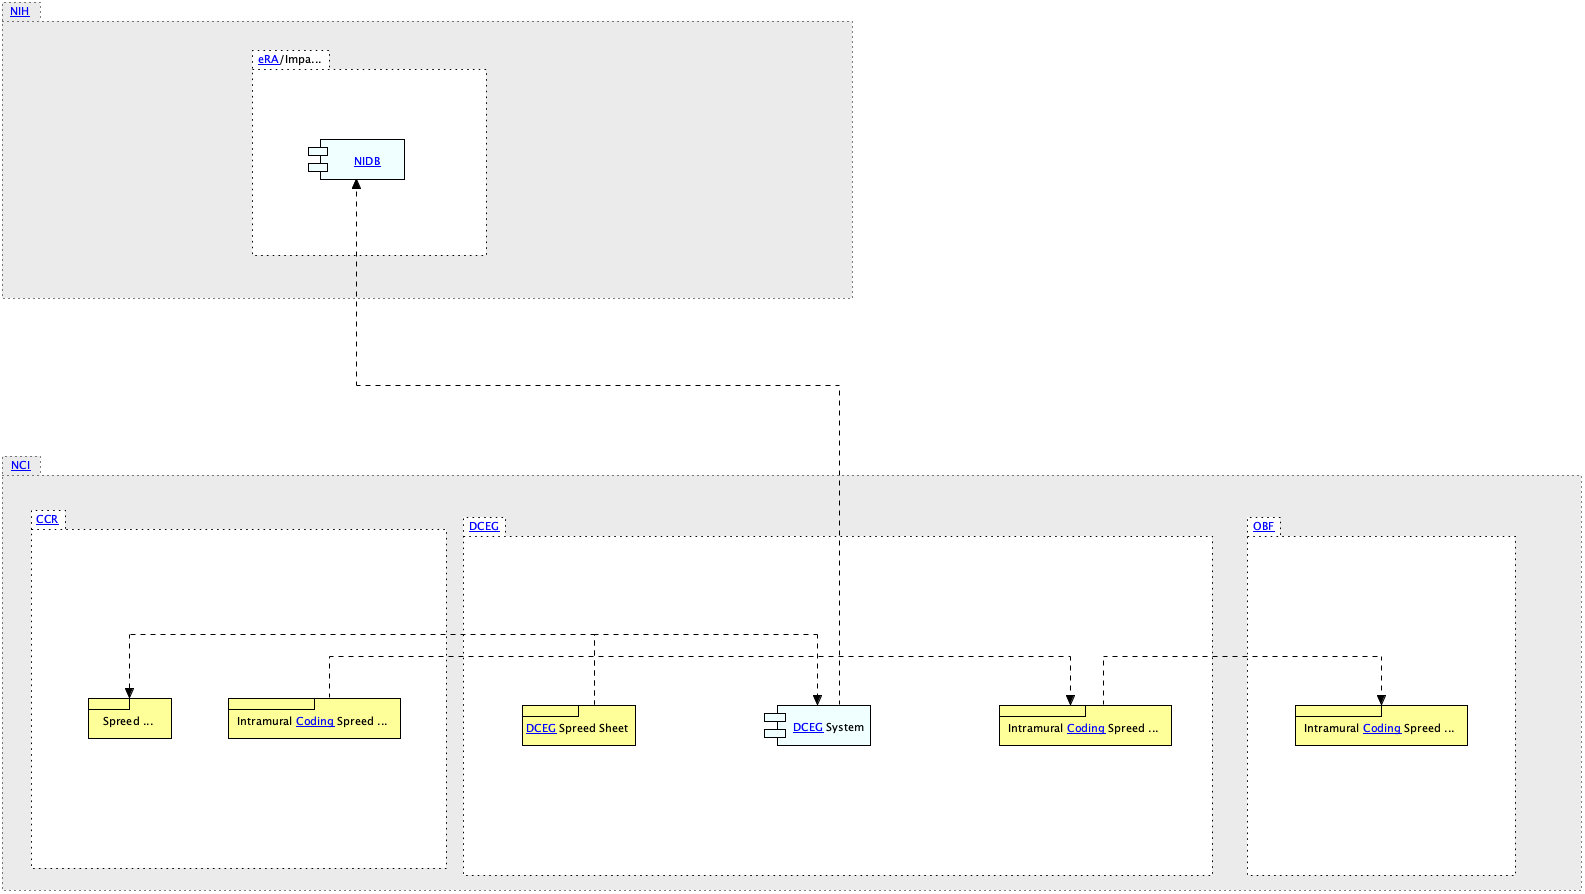 NIH
eRA/Impa...
NIDB
NCI
CCR
DCEG
OBF
Spreed ...
Intramural Coding Spreed ...
DCEG Spreed Sheet
DCEG System
Intramural Coding Spreed ...
Intramural Coding Spreed ...